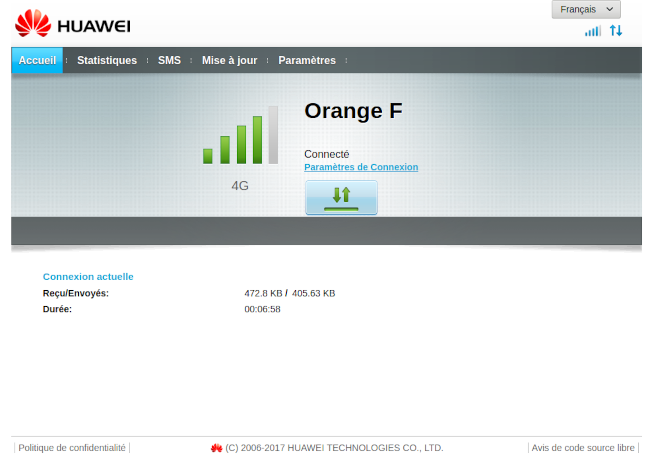 Français
HUAWEI
Accueil Statistiques SMS Mise à jour Paramètres
Orange F
Connecté
Paramètres de Connexion
4G
Connexion actuelle
Reçu/Envoyés: 472.8 KB / 405.63 KB
Durée: 00:06:58
Politique de confidentialité (C) 2006-2017 HUAWEI TECHNOLOGIES CO., LTD. Avis de code source libre